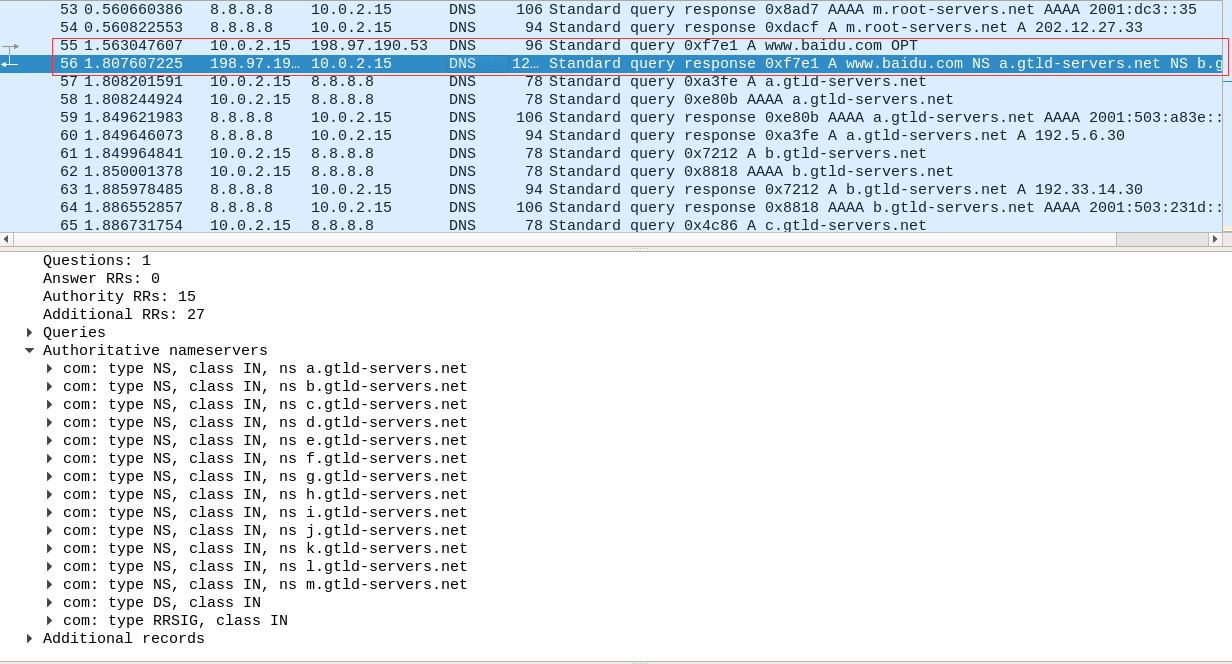 53 0.560660386 8.8.8.8 10.0.2.15 DNS 106 Standard query response 0x8ad7 AAAA m.root-servers.net AAAA 2001:dc3::35
54 0.560822553 8.8.8.8 10.0.2.15 DNS 94 Standard query response 0xdacf A m.root-servers.net A 202.12.27.33
55 1.563047607 10.0.2.15 198.97.190.53 DNS 96 Standard query 0xf7e1 A www.baidu.com OPT
56 1.807607225 198.97.19… 10.0.2.15 DNS 12… Standard query response 0xf7e1 A www.baidu.com NS a.gtld-servers.net NS b.g
57 1.808201591 10.0.2.15 8.8.8.8 DNS 78 Standard query 0xa3fe A a.gtld-servers.net
58 1.808244924 10.0.2.15 8.8.8.8 DNS 78 Standard query 0xe80b AAAA a.gtld-servers.net
59 1.849621983 8.8.8.8 10.0.2.15 DNS 106 Standard query response 0xe80b AAAA a.gtld-servers.net AAAA 2001:503:a83e::
60 1.849646073 8.8.8.8 10.0.2.15 DNS 94 Standard query response 0xa3fe A a.gtld-servers.net A 192.5.6.30
61 1.849964841 10.0.2.15 8.8.8.8 DNS 78 Standard query 0x7212 A b.gtld-servers.net
62 1.850001378 10.0.2.15 8.8.8.8 DNS 78 Standard query 0x8818 AAAA b.gtld-servers.net
63 1.885978485 8.8.8.8 10.0.2.15 DNS 94 Standard query response 0x7212 A b.gtld-servers.net A 192.33.14.30
64 1.886552857 8.8.8.8 10.0.2.15 DNS 106 Standard query response 0x8818 AAAA b.gtld-servers.net AAAA 2001:503:231d::
65 1.886731754 10.0.2.15 8.8.8.8 DNS 78 Standard query 0x4c86 A c.gtld-servers.net
Questions: 1
Answer RRs: 0
Authority RRs: 15
Additional RRs: 27
Queries
Authoritative nameservers
com: type NS, class IN, ns a.gtld-servers.net
com: type NS, class IN, ns b.gtld-servers.net
com: type NS, class IN, ns c.gtld-servers.net
com: type NS, class IN, ns d.gtld-servers.net
com: type NS, class IN, ns e.gtld-servers.net
com: type NS, class IN, ns f.gtld-servers.net
com: type NS, class IN, ns g.gtld-servers.net
com: type NS, class IN, ns h.gtld-servers.net
com: type NS, class IN, ns i.gtld-servers.net
com: type NS, class IN, ns j.gtld-servers.net
com: type NS, class IN, ns k.gtld-servers.net
com: type NS, class IN, ns l.gtld-servers.net
com: type NS, class IN, ns m.gtld-servers.net
com: type DS, class IN
com: type RRSIG, class IN
Additional records